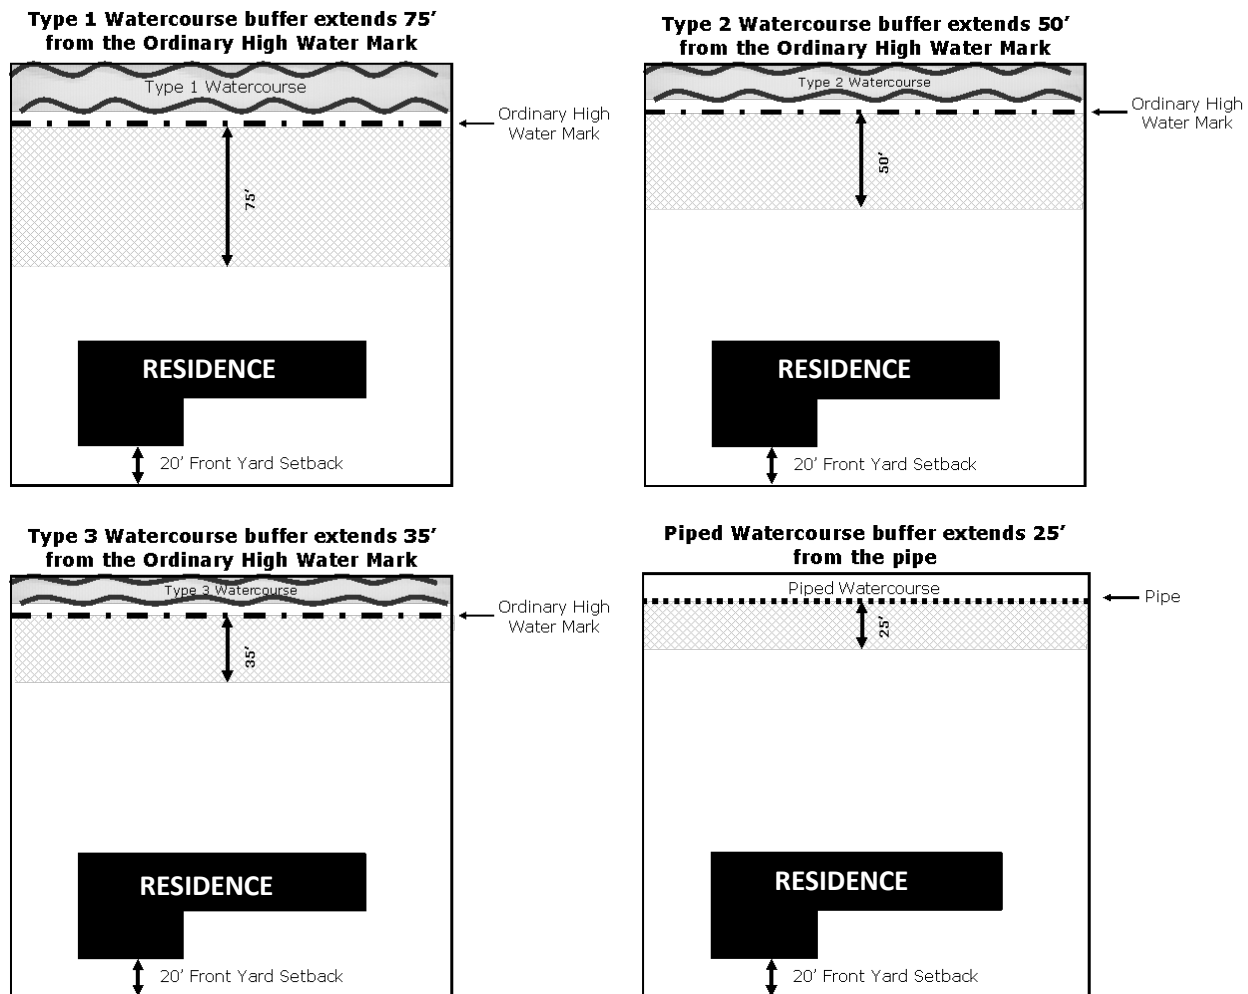 Type 1 Watercourse buffer extends 75′
from the Ordinary High Water Mark
Type 1 Watercourse
Ordinary High
Water Mark
75′
RESIDENCE
20′ Front Yard Setback
Type 2 Watercourse buffer extends 50′
from the Ordinary High Water Mark
Type 2 Watercourse
Ordinary High
Water Mark
50′
RESIDENCE
20′ Front Yard Setback
Type 3 Watercourse buffer extends 35′
from the Ordinary High Water Mark
Type 3 Watercourse
Ordinary High
Water Mark
35′
RESIDENCE
20′ Front Yard Setback
Piped Watercourse buffer extends 25′
from the pipe
Piped Watercourse
Pipe
25′
RESIDENCE
20′ Front Yard Setback